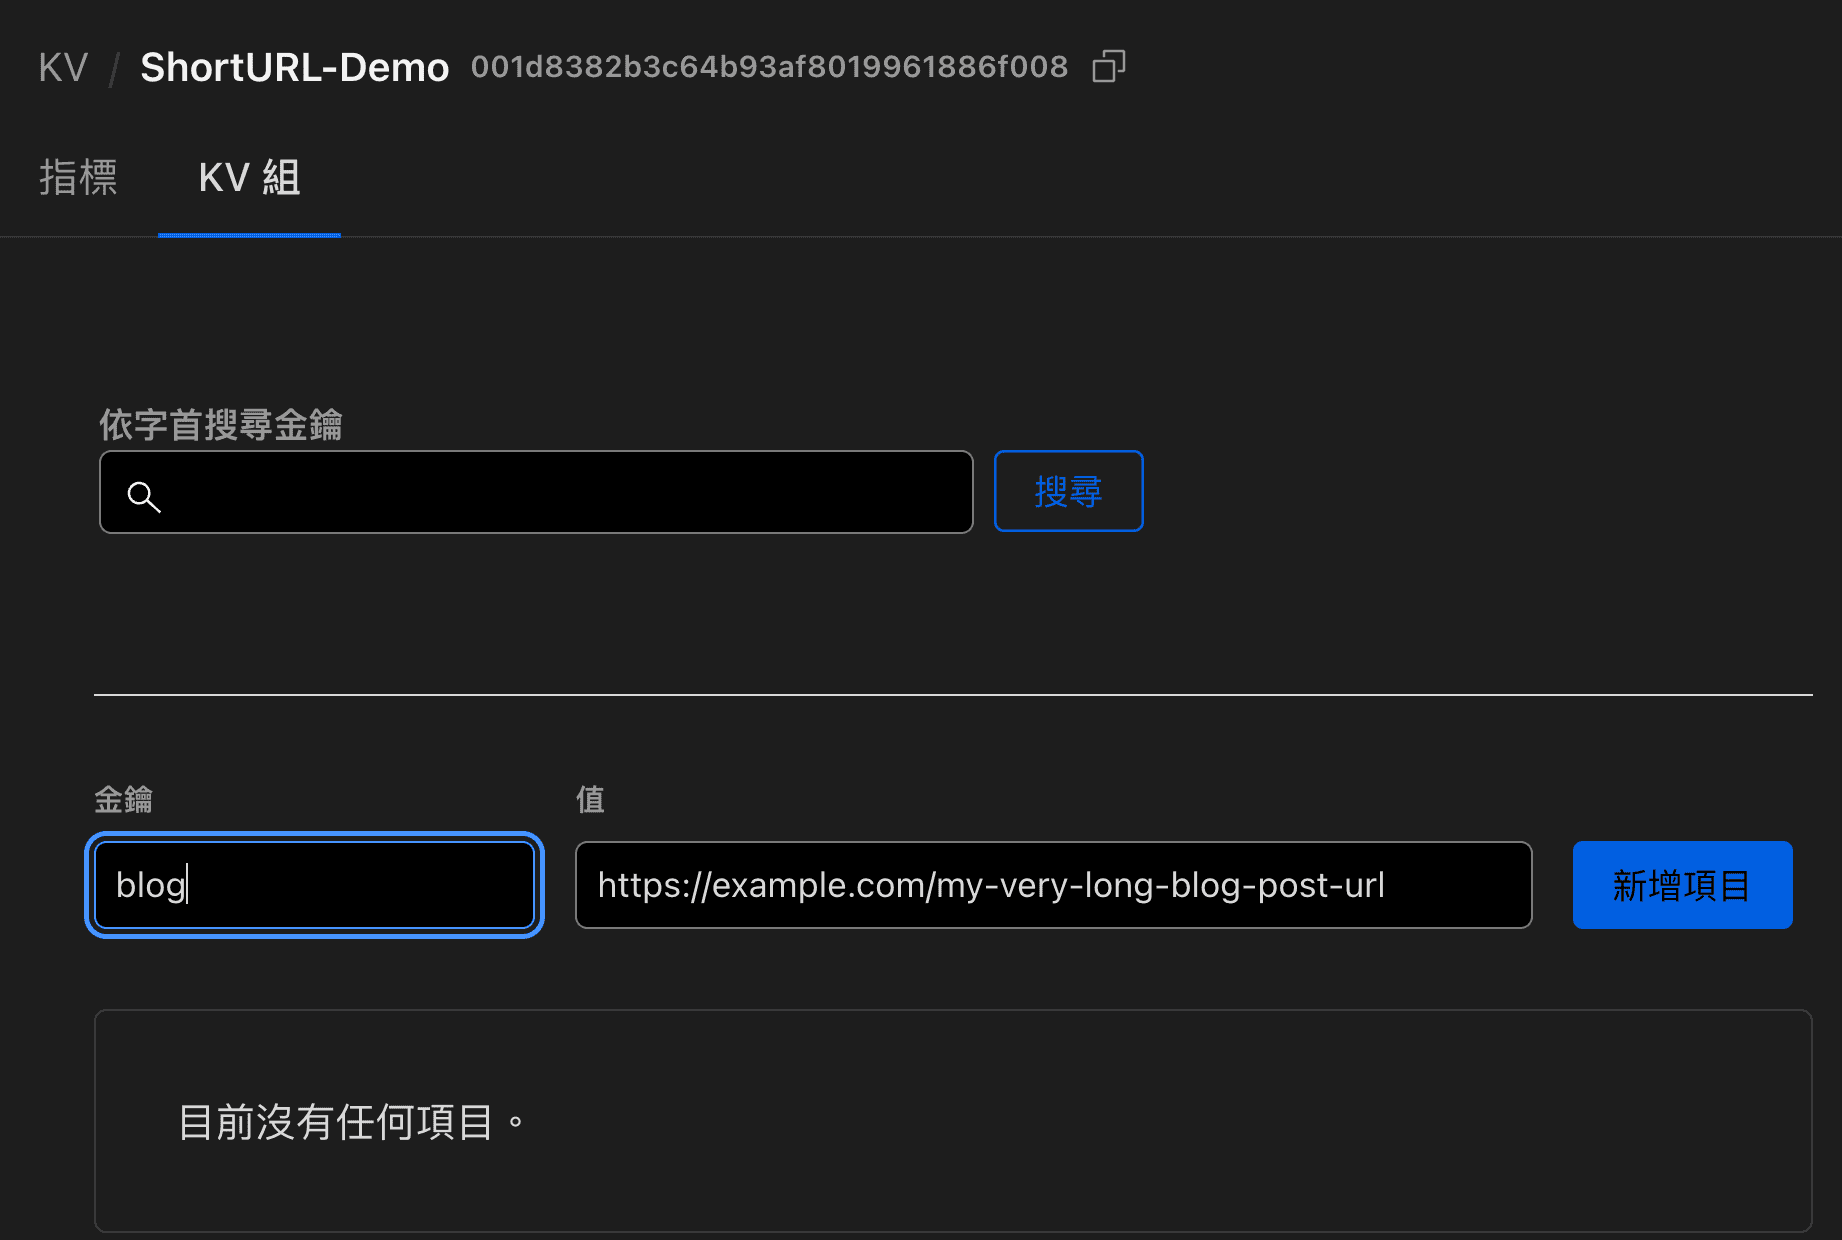 KV / ShortURL-Demo 001d8382b3c64b93af8019961886f008
指標 KV 組
依字首搜尋金鑰
搜尋
金鑰 值
blog https://example.com/my-very-long-blog-post-url 新增項目
目前沒有任何項目。